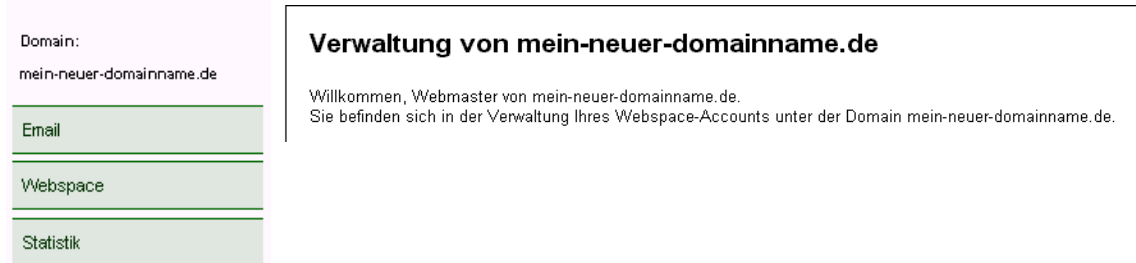 Domain:
mein-neuer-domainname.de
Email
Webspace
Statistik
Verwaltung von mein-neuer-domainname.de
Willkommen, Webmaster von mein-neuer-domainname.de.
Sie befinden sich in der Verwaltung Ihres Webspace-Accounts unter der Domain mein-neuer-domainname.de.